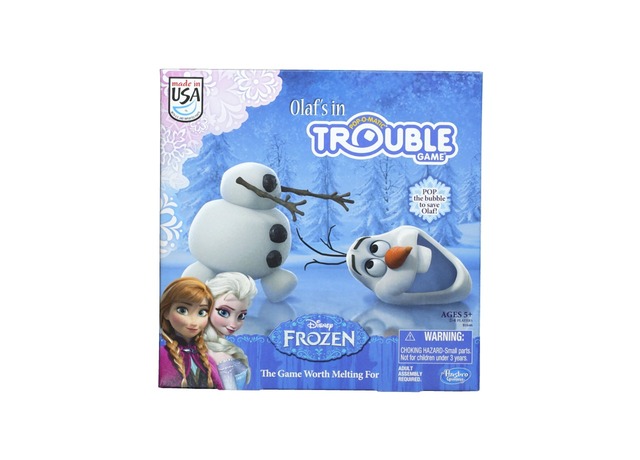 made in
USA
Olaf's in
POP-O-MATIC
TROUBLE
GAME
POP
the bubble
to save
Olaf!
AGES 5+
Disney
FROZEN
The Game Worth Melting For
WARNING:
CHOKING HAZARD-Small parts.
Not for children under 3 years.
ADULT
ASSEMBLY
REQUIRED.
Hasbro
Gaming